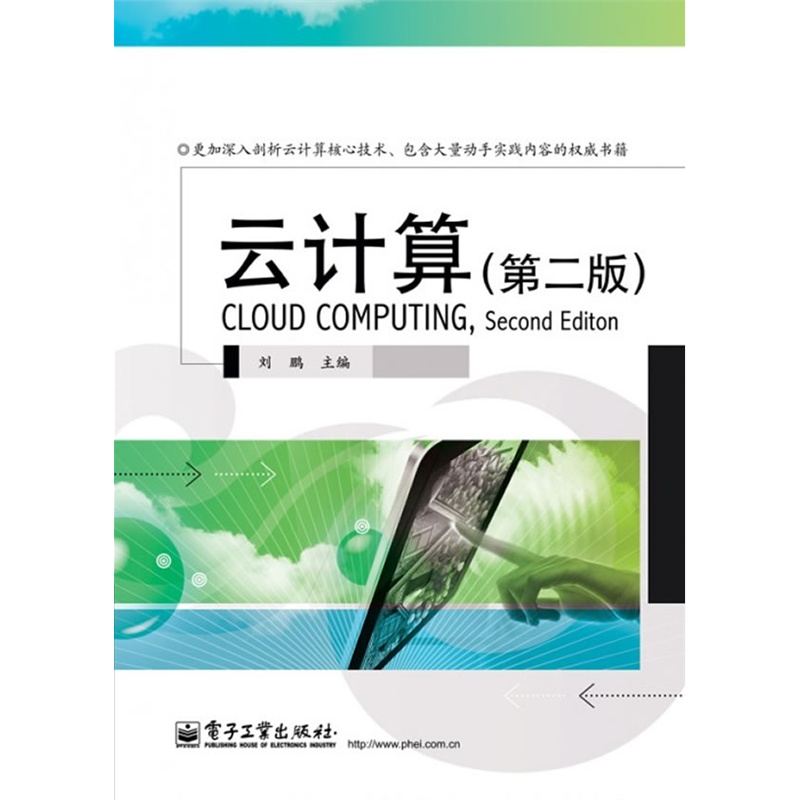 ◎更加深入剖析云计算核心技术、包含大量动手实践内容的权威书籍
云计算(第二版)
CLOUD COMPUTING, Second Editon
刘 鹏 主编
電子工業出版社·
PUBLISHING HOUSE OF ELECTRONICS INDUSTRY
http://www.phei.com.cn